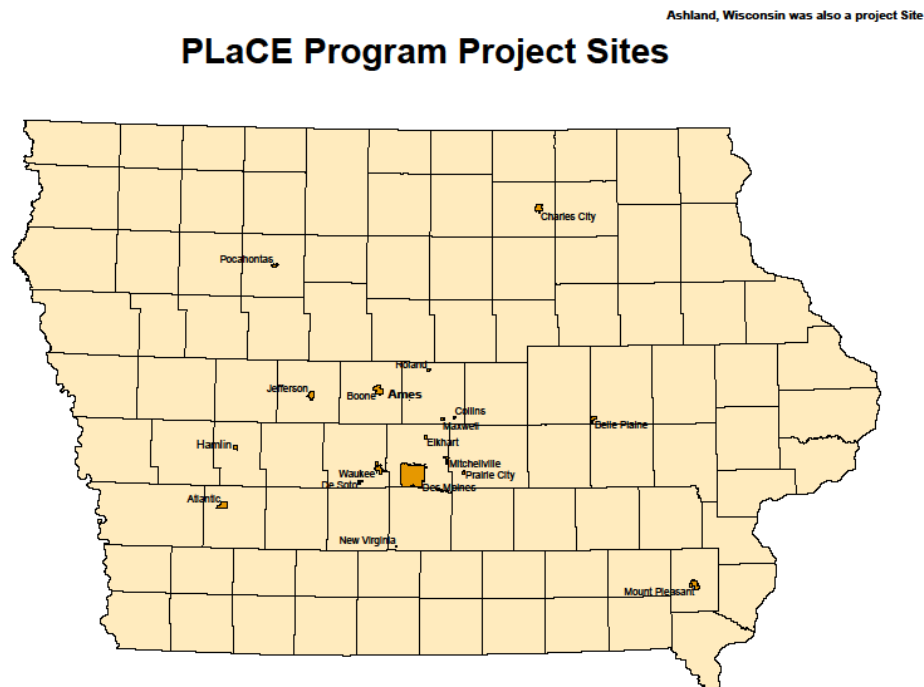 Ashland, Wisconsin was also a project Site
PLaCE Program Project Sites
Charles City
Pocahontas
Roland
Jefferson
Boone
Ames
Collins
Maxwell
Belle Plaine
Elkhart
Hamlin
Mitchellville
Waukee
Prairie City
De Soto
Des Moines
Atlantic
New Virginia
Mount Pleasant